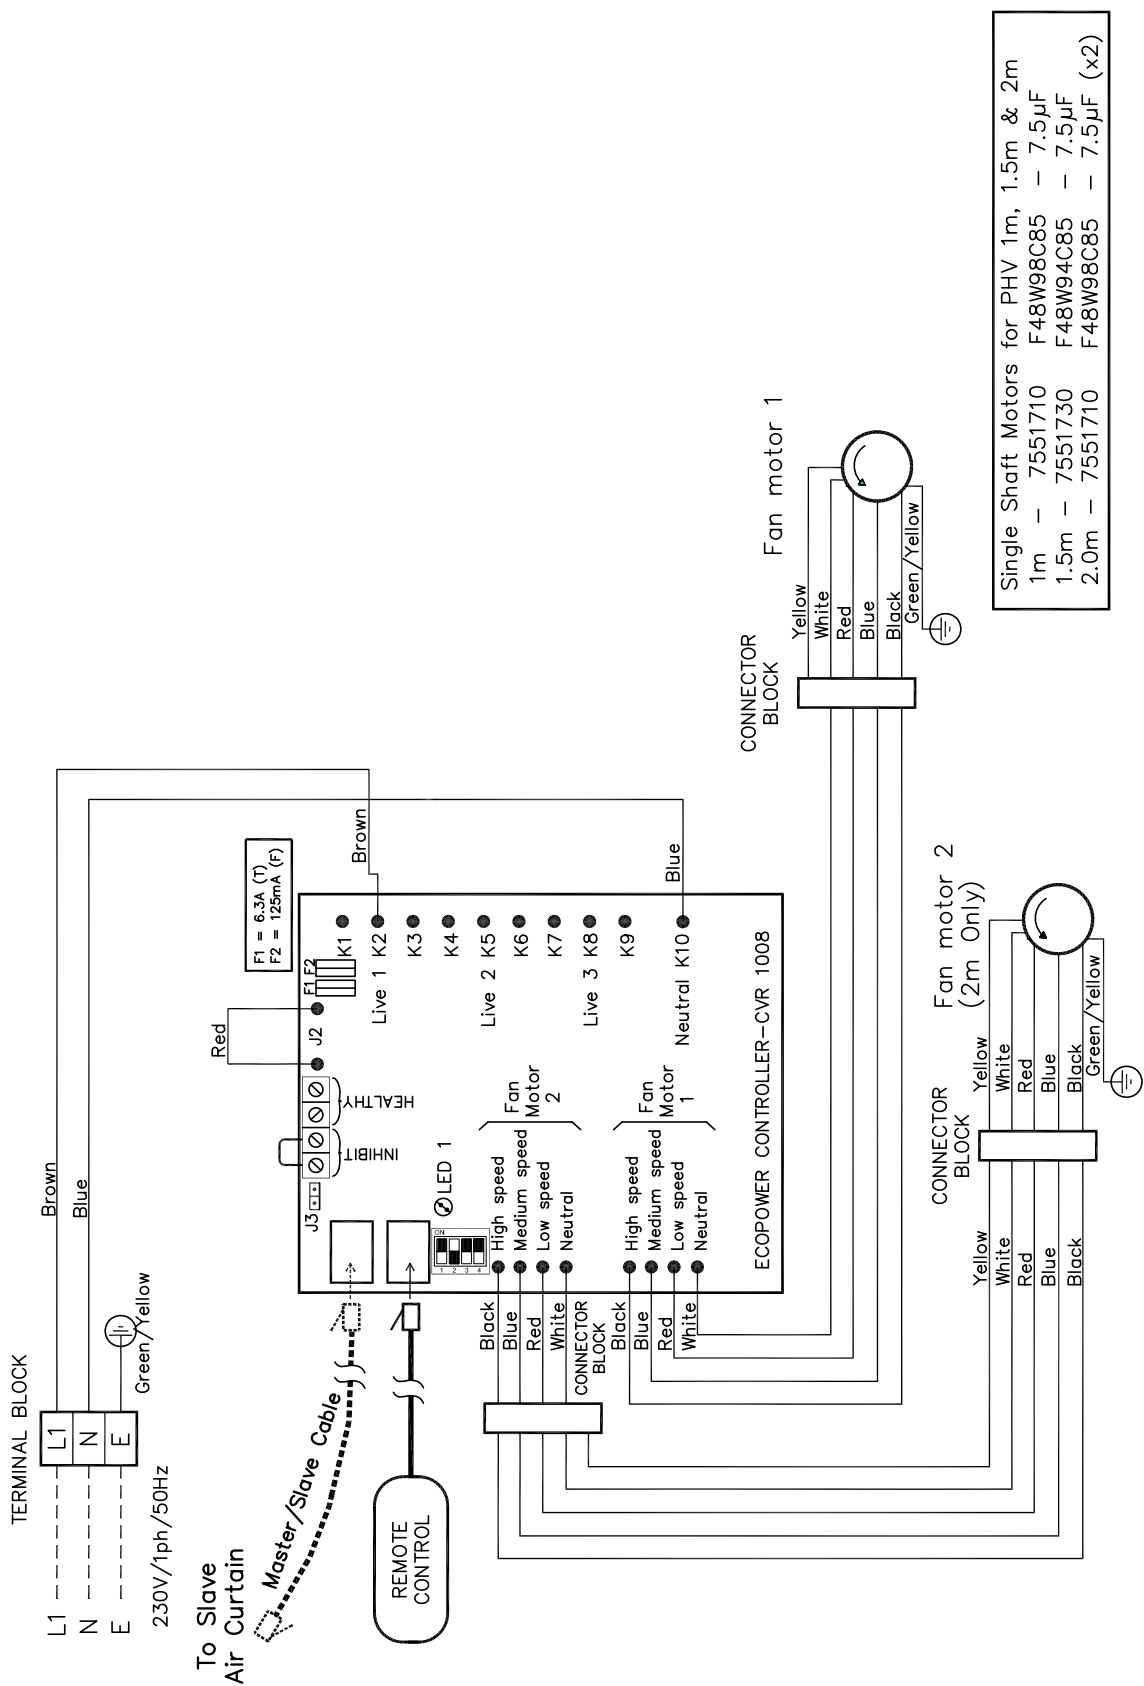 TERMINAL BLOCK
L1
N
E
L1
N
E
230V/1ph/50Hz
Green/Yellow
Brown
Blue
Brown
Blue
To Slave
Air Curtain
Master/Slave Cable
REMOTE
CONTROL
F1 = 6.3A (T)
F2 = 125mA (F)
Red
J2
F1
F2
J3
INHIBIT
HEALTHY
LED 1
ON
1
2
3
4
K1
Live 1 K2
K3
K4
Live 2 K5
K6
K7
Live 3 K8
K9
Neutral K10
High speed
Medium speed
Low speed
Neutral
Fan
Motor
2
High speed
Medium speed
Low speed
Neutral
Fan
Motor
1
ECOPOWER CONTROLLER-CVR 1008
Black
Blue
Red
White
CONNECTOR
BLOCK
Black
Blue
Red
White
CONNECTOR
BLOCK
Yellow
White
Red
Blue
Black
Green/Yellow
Fan motor 1
Yellow
White
Red
Blue
Black
CONNECTOR
BLOCK
Yellow
White
Red
Blue
Black
Green/Yellow
Fan motor 2
(2m Only)
Single Shaft Motors for PHV 1m, 1.5m & 2m
1m - 7551710 F48W98C85 - 7.5µF
1.5m - 7551730 F48W94C85 - 7.5µF
2.0m - 7551710 F48W98C85 - 7.5µF (x2)